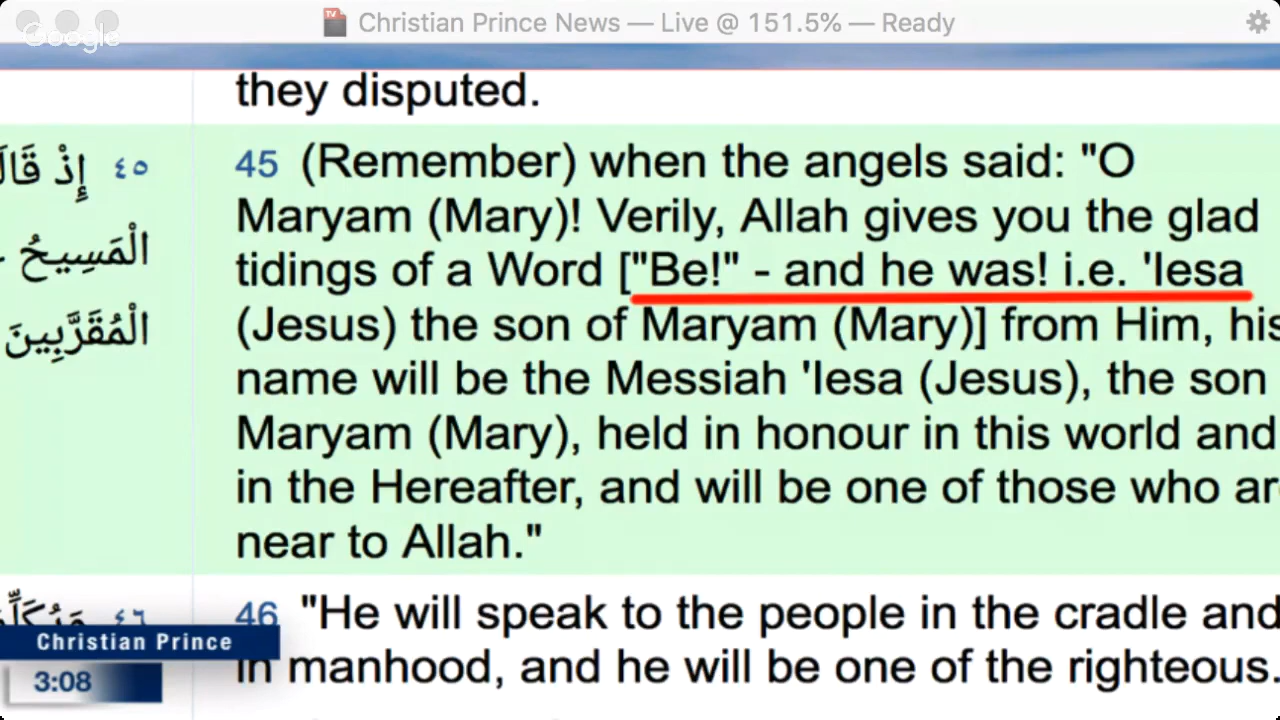 Google
Christian Prince News — Live @ 151.5% — Ready
they disputed.
45 (Remember) when the angels said: "O
Maryam (Mary)! Verily, Allah gives you the glad
tidings of a Word ["Be!" - and he was! i.e. 'Iesa
(Jesus) the son of Maryam (Mary)] from Him, his
name will be the Messiah 'Iesa (Jesus), the son
Maryam (Mary), held in honour in this world and
in the Hereafter, and will be one of those who are
near to Allah."
٤٥ إِذْ
الْمَسِيحُ
الْمُقَرَّبِينَ
46 "He will speak to the people in the cradle and
in manhood, and he will be one of the righteous.
٤٦
Christian Prince
3:08